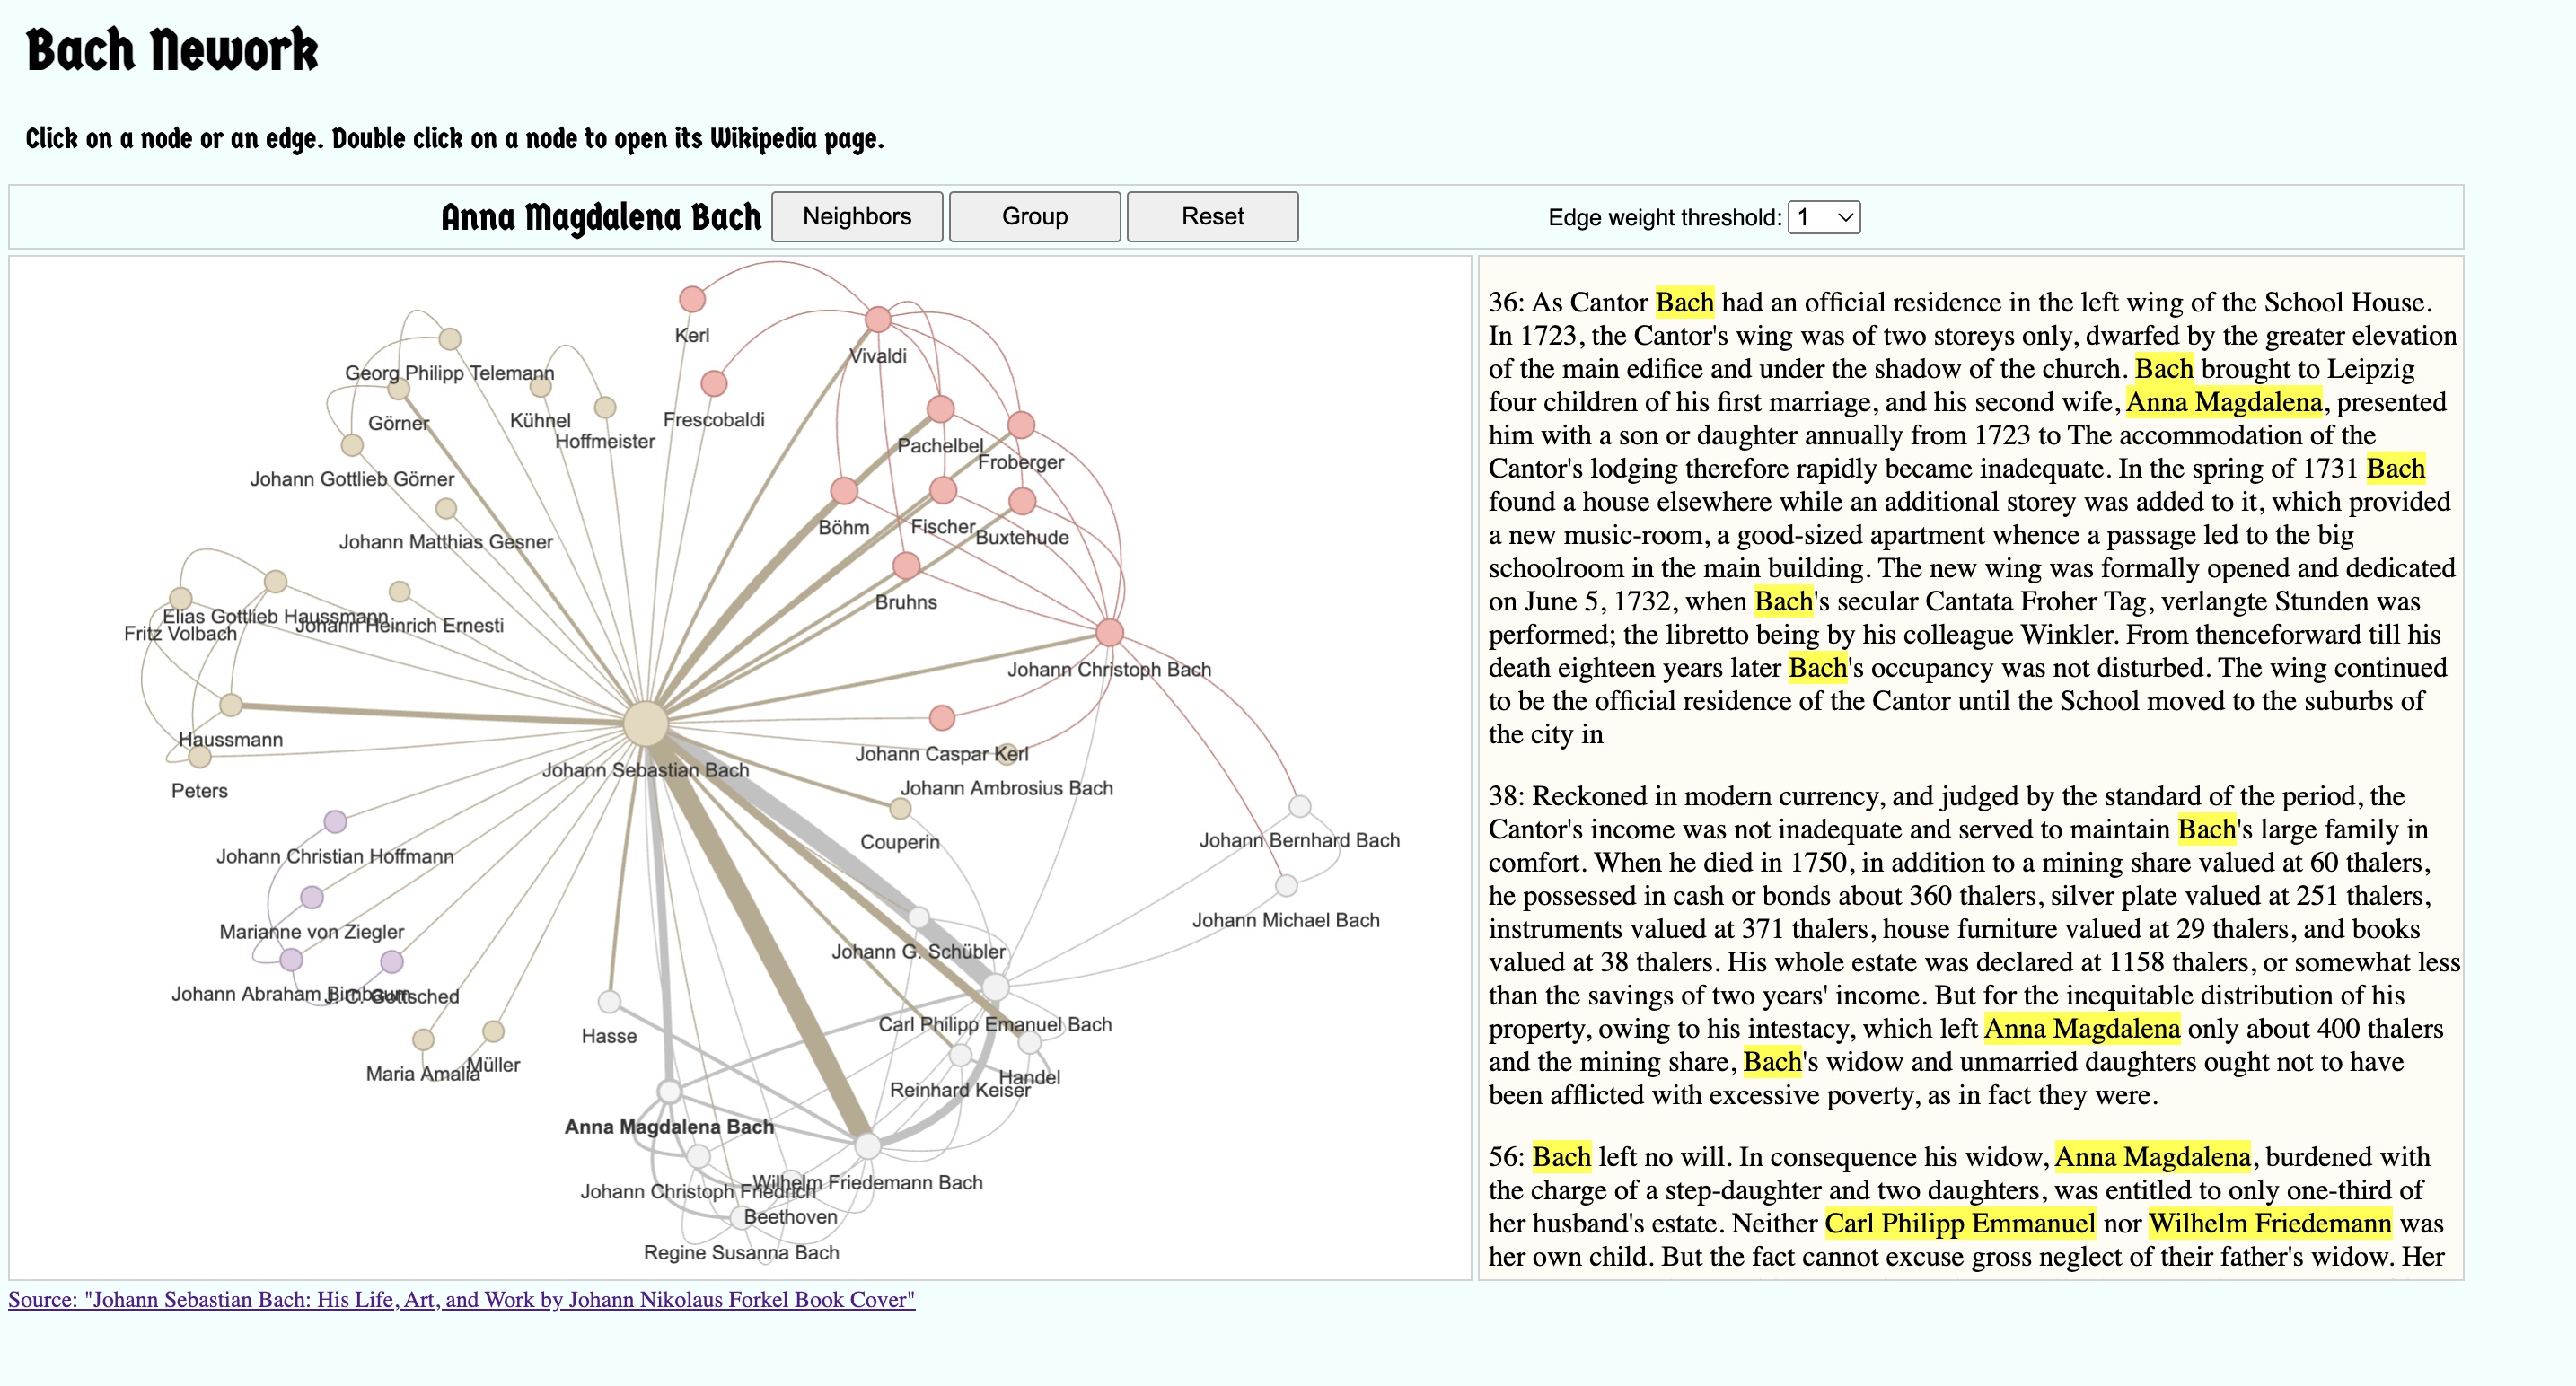 Bach Nework
Click on a node or an edge. Double click on a node to open its Wikipedia page.
Anna Magdalena Bach
Neighbors
Group
Reset
Edge weight threshold:
1
Kerl
Vivaldi
Georg Philipp Telemann
Kühnel
Frescobaldi
Görner
Hoffmeister
Pachelbel
Froberger
Johann Gottlieb Görner
Böhm
Fischer
Buxtehude
Johann Matthias Gesner
Bruhns
Elias Gottlieb Haussmann
Johann Heinrich Ernesti
Fritz Volbach
Johann Christoph Bach
Haussmann
Johann Caspar Kerl
Johann Sebastian Bach
Peters
Johann Ambrosius Bach
Couperin
Johann Bernhard Bach
Johann Christian Hoffmann
Johann Michael Bach
Marianne von Ziegler
Johann G. Schübler
Johann Abraham Birnbaum
J. C. Gottsched
Carl Philipp Emanuel Bach
Hasse
Maria Amalia
Müller
Handel
Reinhard Keiser
Anna Magdalena Bach
Wilhelm Friedemann Bach
Johann Christoph Friedrich
Beethoven
Regine Susanna Bach
36: As Cantor Bach had an official residence in the left wing of the School House.
In 1723, the Cantor's wing was of two storeys only, dwarfed by the greater elevation
of the main edifice and under the shadow of the church. Bach brought to Leipzig
four children of his first marriage, and his second wife, Anna Magdalena, presented
him with a son or daughter annually from 1723 to The accommodation of the
Cantor's lodging therefore rapidly became inadequate. In the spring of 1731 Bach
found a house elsewhere while an additional storey was added to it, which provided
a new music-room, a good-sized apartment whence a passage led to the big
schoolroom in the main building. The new wing was formally opened and dedicated
on June 5, 1732, when Bach's secular Cantata Froher Tag, verlangte Stunden was
performed; the libretto being by his colleague Winkler. From thenceforward till his
death eighteen years later Bach's occupancy was not disturbed. The wing continued
to be the official residence of the Cantor until the School moved to the suburbs of
the city in
38: Reckoned in modern currency, and judged by the standard of the period, the
Cantor's income was not inadequate and served to maintain Bach's large family in
comfort. When he died in 1750, in addition to a mining share valued at 60 thalers,
he possessed in cash or bonds about 360 thalers, silver plate valued at 251 thalers,
instruments valued at 371 thalers, house furniture valued at 29 thalers, and books
valued at 38 thalers. His whole estate was declared at 1158 thalers, or somewhat less
than the savings of two years' income. But for the inequitable distribution of his
property, owing to his intestacy, which left Anna Magdalena only about 400 thalers
and the mining share, Bach's widow and unmarried daughters ought not to have
been afflicted with excessive poverty, as in fact they were.
56: Bach left no will. In consequence his widow, Anna Magdalena, burdened with
the charge of a step-daughter and two daughters, was entitled to only one-third of
her husband's estate. Neither Carl Philipp Emmanuel nor Wilhelm Friedemann was
her own child. But the fact cannot excuse gross neglect of their father's widow. Her
Source: "Johann Sebastian Bach: His Life, Art, and Work by Johann Nikolaus Forkel Book Cover"